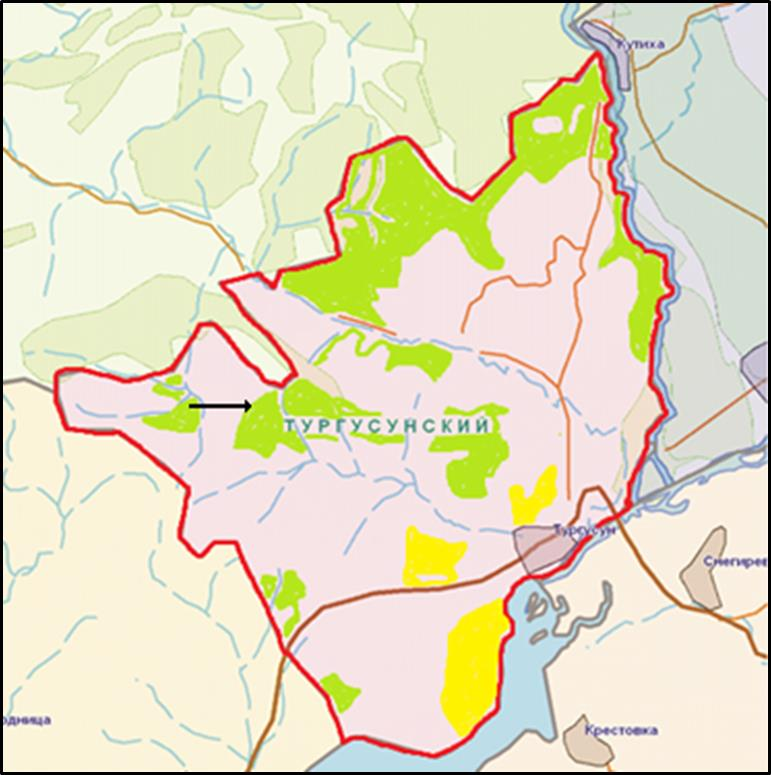 Кутиха
ТУРГУСУНСКИЙ
Тургусун
Снегирев
одница
Крестовка